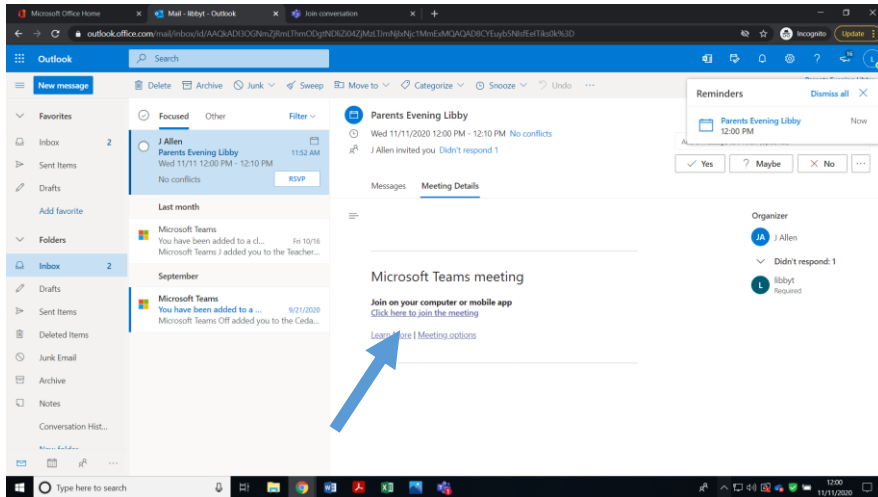 Microsoft Office Home
Mail - libbyt - Outlook
Join conversation
outlook.office.com/mail/inbox/id/
Incognito
Update
Outlook
Search
New message
Delete
Archive
Junk
Sweep
Move to
Categorize
Snooze
Undo
Reminders
Dismiss all
Parents Evening Libby
Now
12:00 PM
Favorites
Inbox 2
Sent Items
Drafts
Add favorite
Folders
Inbox 2
Drafts
Sent Items
Deleted Items
Junk Email
Archive
Notes
Conversation Hist...
Focused
Other
Filter
J Allen
Parents Evening Libby 11:52 AM
Wed 11/11 12:00 PM - 12:10 PM
No conflicts
RSVP
Last month
Microsoft Teams
You have been added to a cl... Fri 10/16
Microsoft Teams J added you to the Teacher...
September
Microsoft Teams
You have been added to a ... 9/21/2020
Microsoft Teams Off added you to the Ceda...
Parents Evening Libby
Wed 11/11/2020 12:00 PM - 12:10 PM No conflicts
J Allen invited you Didn't respond 1
Yes
? Maybe
No
Messages
Meeting Details
Microsoft Teams meeting
Join on your computer or mobile app
Click here to join the meeting
Learn More | Meeting options
Organizer
JA
J Allen
Didn't respond: 1
L
libbyt
Required
Type here to search
12:00
11/11/2020